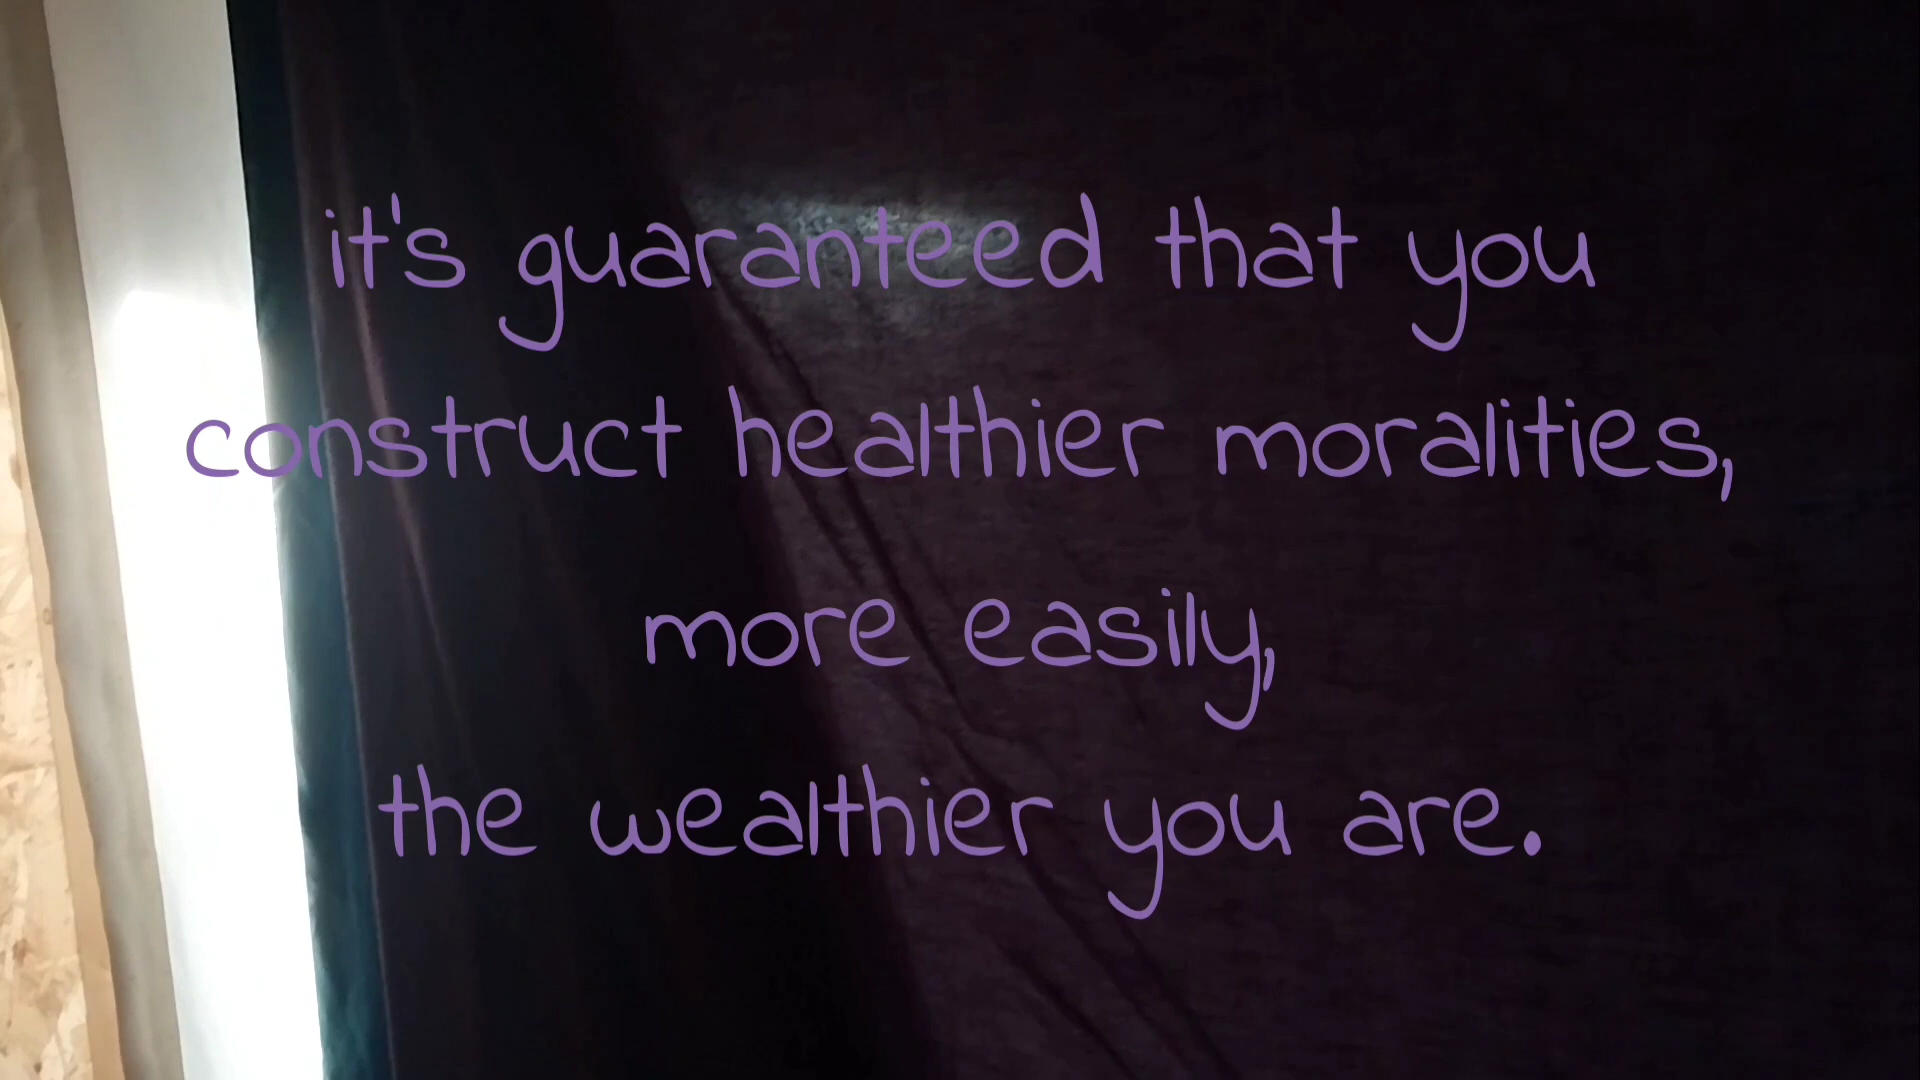 it's guaranteed that you
construct healthier moralities,
more easily,
the wealthier you are.